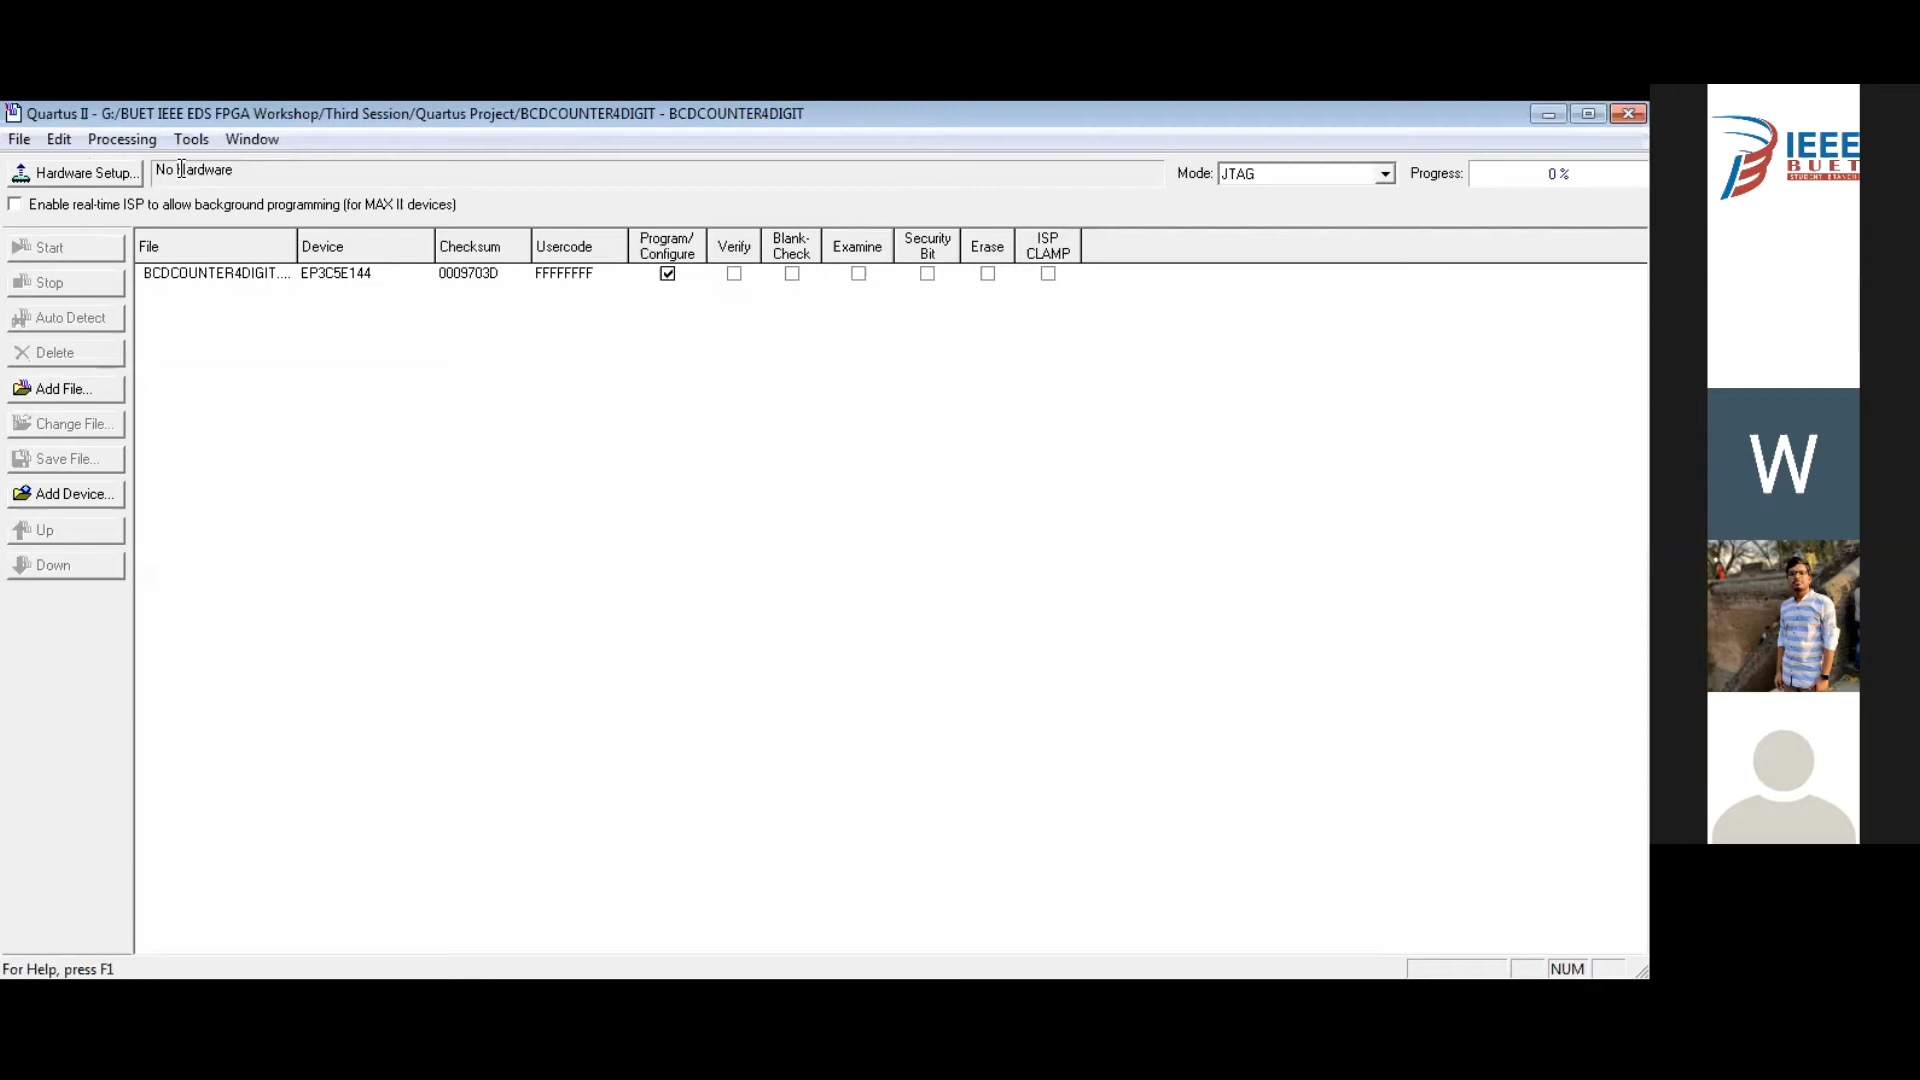 Quartus II - G:/BUET IEEE EDS FPGA Workshop/Third Session/Quartus Project/BCDCOUNTER4DIGIT - BCDCOUNTER4DIGIT
File Edit Processing Tools Window
Hardware Setup... No Hardware Mode: JTAG Progress: 0 %
Enable real-time ISP to allow background programming (for MAX II devices)
Start
Stop
Auto Detect
Delete
Add File...
Change File...
Save File...
Add Device...
Up
Down
File Device Checksum Usercode Program/ Configure Verify Blank- Check Examine Security Bit Erase ISP CLAMP
BCDCOUNTER4DIGIT.... EP3C5E144 0009703D FFFFFFFF
For Help, press F1 NUM
IEEE
BUET
STUDENT BRANCH
W